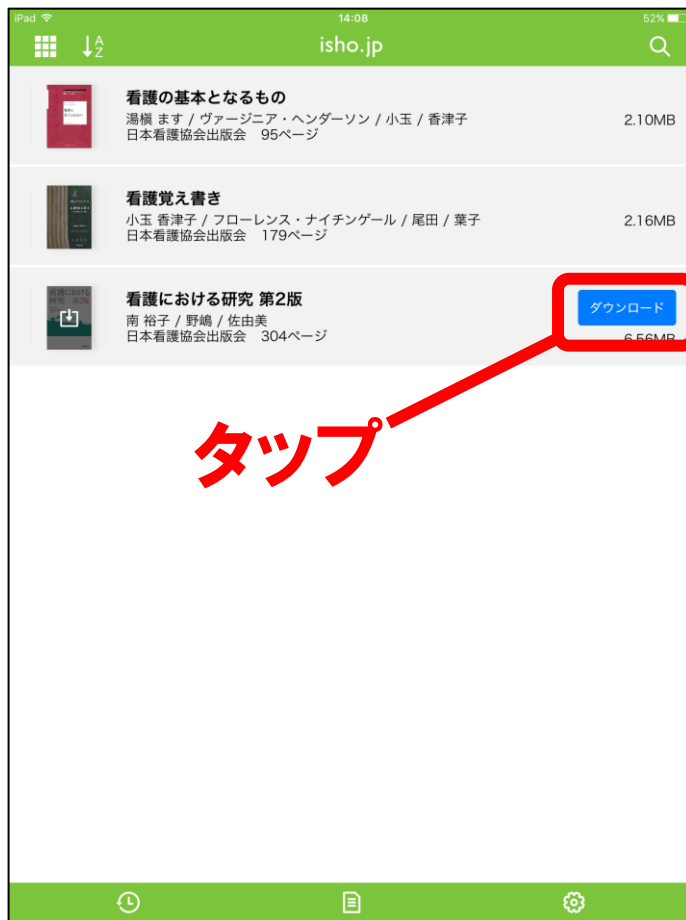 iPad 14:08 52%
A
Z
isho.jp
看護の基本となるもの
湯槇 ます / ヴァージニア・ヘンダーソン / 小玉 / 香津子
2.10MB
日本看護協会出版会 95ページ
看護覚え書き
小玉 香津子 / フローレンス・ナイチンゲール / 尾田 / 葉子
2.16MB
日本看護協会出版会 179ページ
看護における研究 第2版
ダウンロード
南 裕子 / 野嶋 / 佐由美
日本看護協会出版会 304ページ
6.56MB
タップ